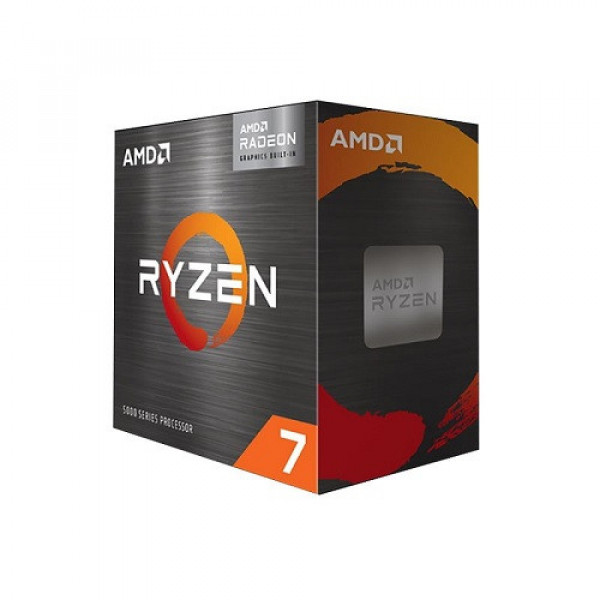 AMD
AMD
RADEON
GRAPHICS BUILT-IN
RYZEN
5000 SERIES PROCESSOR
7
AMD
AMD
RYZEN